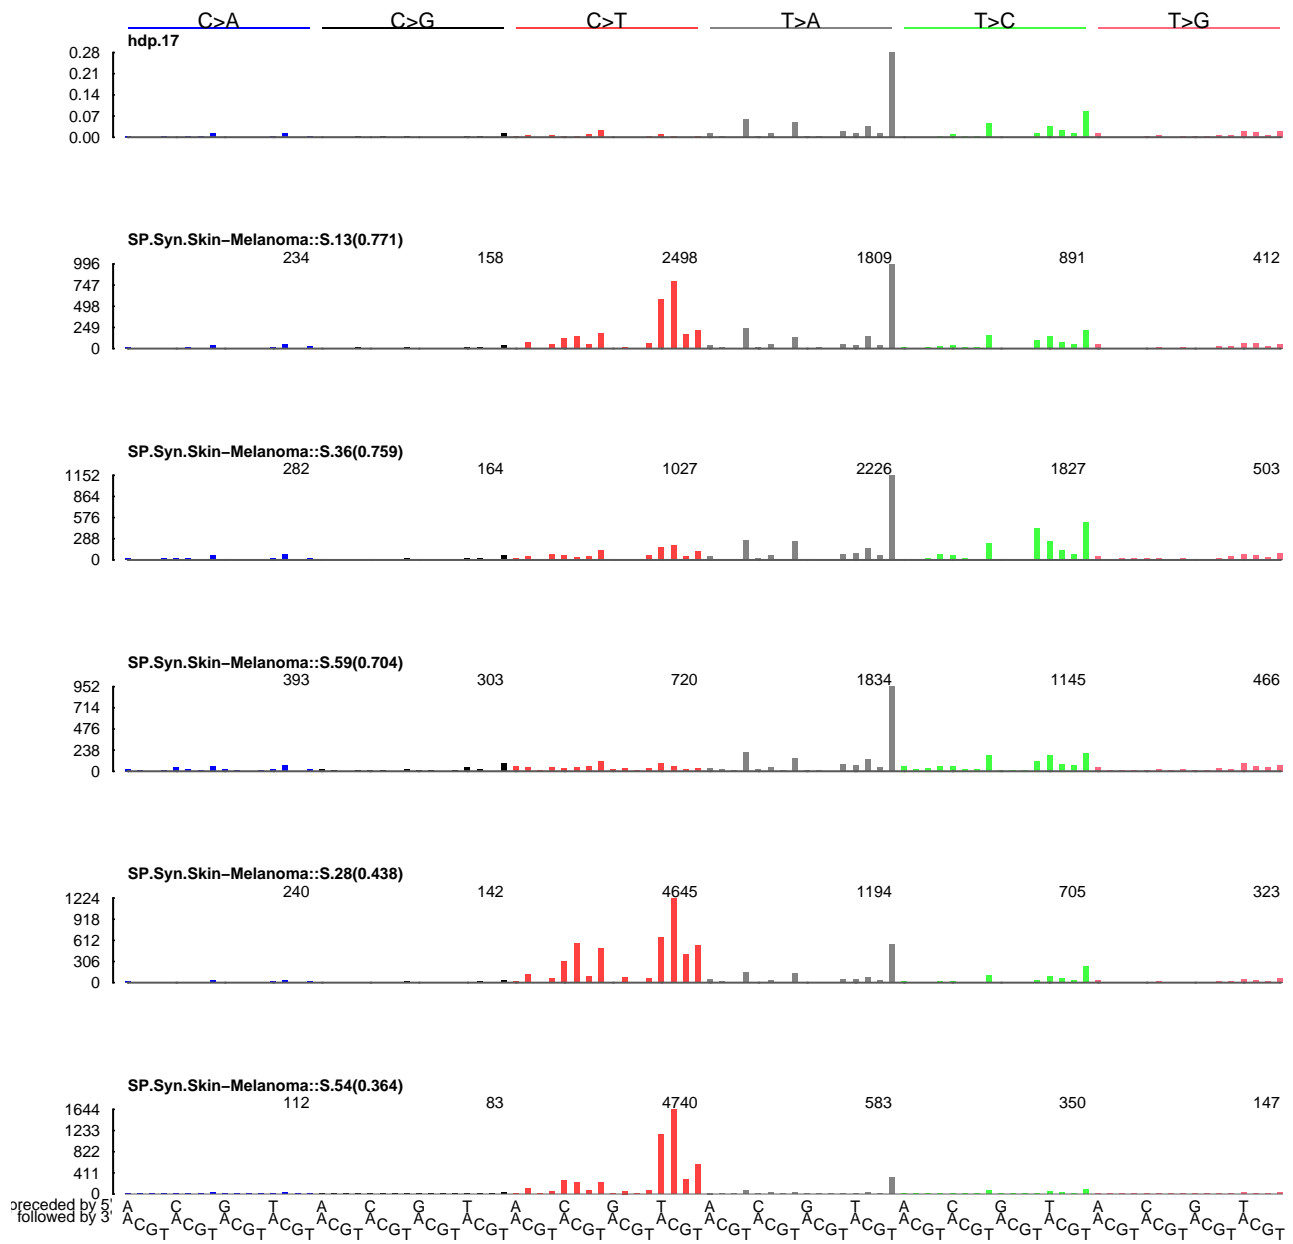 C>A C>G C>T T>A T>C T>G
hdp.17
0.28
0.21
0.14
0.07
0.00
SP.Syn.Skin−Melanoma::S.13(0.771)
234 158 2498 1809 891 412
996
747
498
249
0
SP.Syn.Skin−Melanoma::S.36(0.759)
282 164 1027 2226 1827 503
1152
864
576
288
0
SP.Syn.Skin−Melanoma::S.59(0.704)
393 303 720 1834 1145 466
952
714
476
238
0
SP.Syn.Skin−Melanoma::S.28(0.438)
240 142 4645 1194 705 323
1224
918
612
306
0
SP.Syn.Skin−Melanoma::S.54(0.364)
112 83 4740 583 350 147
1644
1233
822
411
0
preceded by 5' A C G T A C G T A C G T A C G T A C G T A C G T
followed by 3' A C G T A C G T A C G T A C G T A C G T A C G T A C G T A C G T A C G T A C G T A C G T A C G T A C G T A C G T A C G T A C G T A C G T A C G T A C G T A C G T A C G T A C G T A C G T A C G T